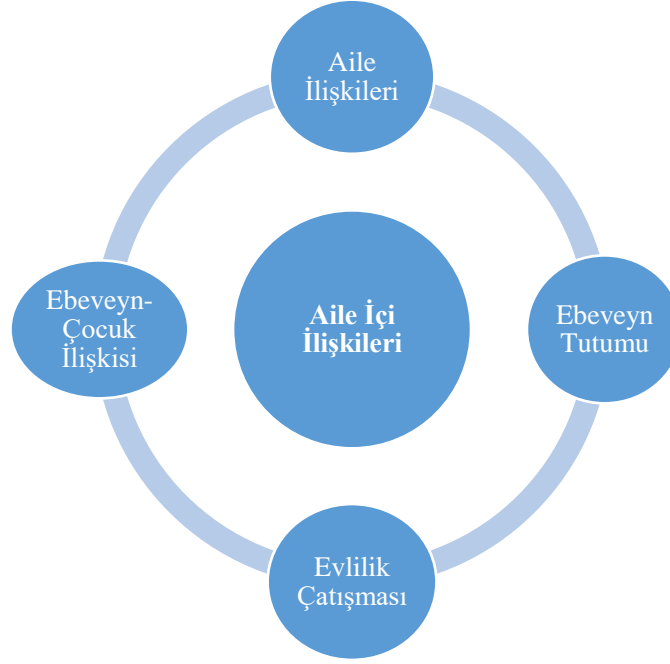 Aile
İlişkileri
Ebeveyn-
Çocuk
İlişkisi
Aile İçi
İlişkileri
Ebeveyn
Tutumu
Evlilik
Çatışması